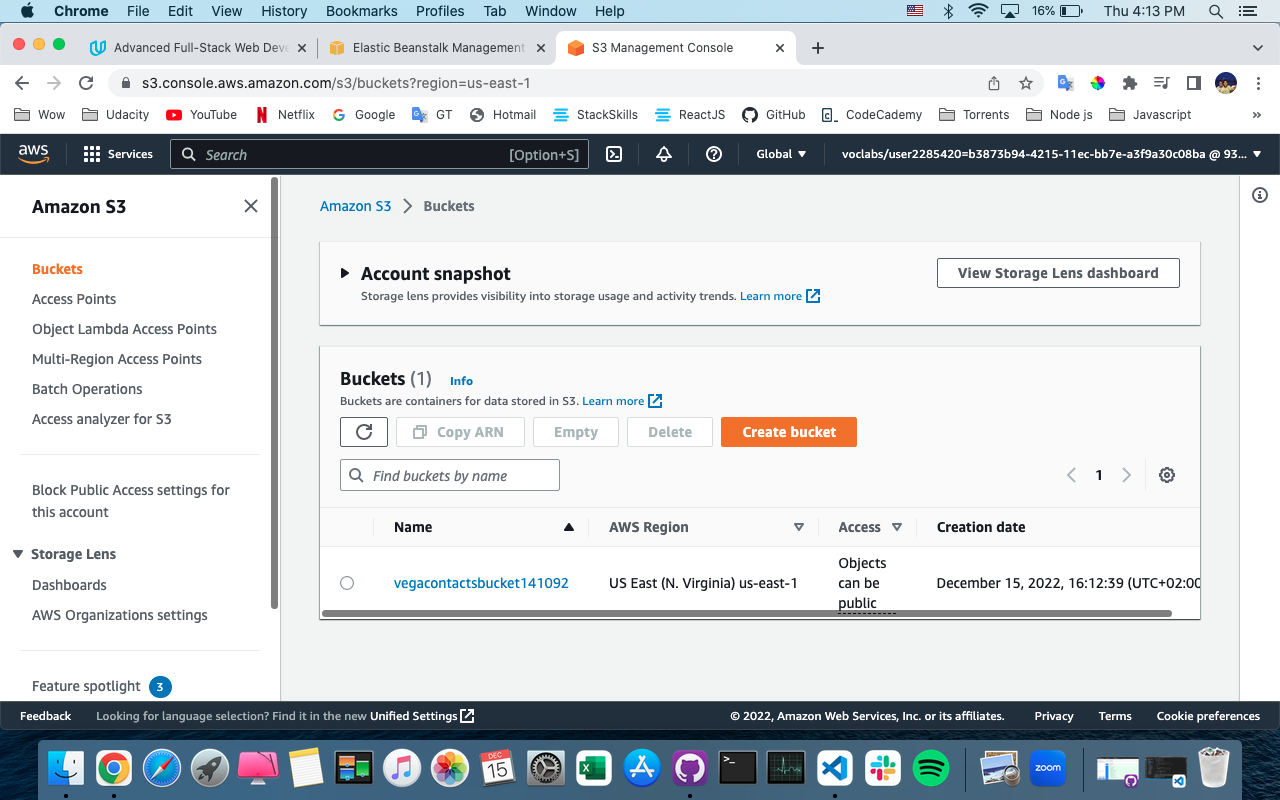 Chrome File Edit View History Bookmarks Profiles Tab Window Help 16% Thu 4:13 PM
Advanced Full-Stack Web Deve Elastic Beanstalk Management S3 Management Console
s3.console.aws.amazon.com/s3/buckets?region=us-east-1
Wow Udacity YouTube Netflix Google GT Hotmail StackSkills ReactJS GitHub CodeCademy Torrents Node js Javascript »
aws Services Search [Option+S] Global voclabs/user2285420=b3873b94-4215-11ec-bb7e-a3f9a30c08ba @ 93...
Amazon S3
Buckets
Access Points
Object Lambda Access Points
Multi-Region Access Points
Batch Operations
Access analyzer for S3
Block Public Access settings for
this account
Storage Lens
Dashboards
AWS Organizations settings
Feature spotlight 3
Amazon S3 > Buckets
Account snapshot
Storage lens provides visibility into storage usage and activity trends. Learn more
View Storage Lens dashboard
Buckets (1) Info
Buckets are containers for data stored in S3. Learn more
Copy ARN Empty Delete Create bucket
Find buckets by name 1
Name AWS Region Access Creation date
vegacontactsbucket141092 US East (N. Virginia) us-east-1 Objects can be public December 15, 2022, 16:12:39 (UTC+02:00
Feedback Looking for language selection? Find it in the new Unified Settings © 2022, Amazon Web Services, Inc. or its affiliates. Privacy Terms Cookie preferences
DEC
15
zoom